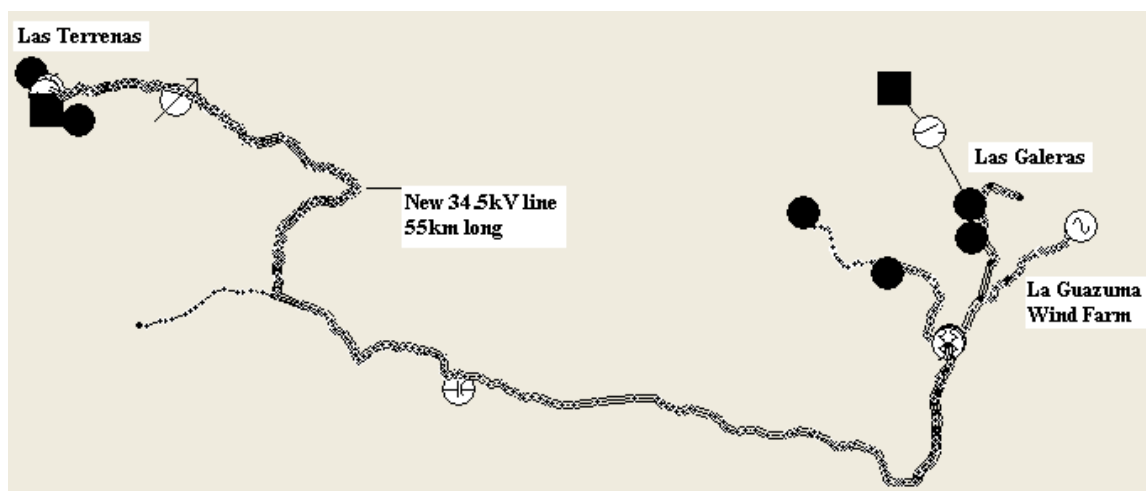 Las Terrenas
New 34.5kV line
55km long
Las Galeras
La Guazuma
Wind Farm